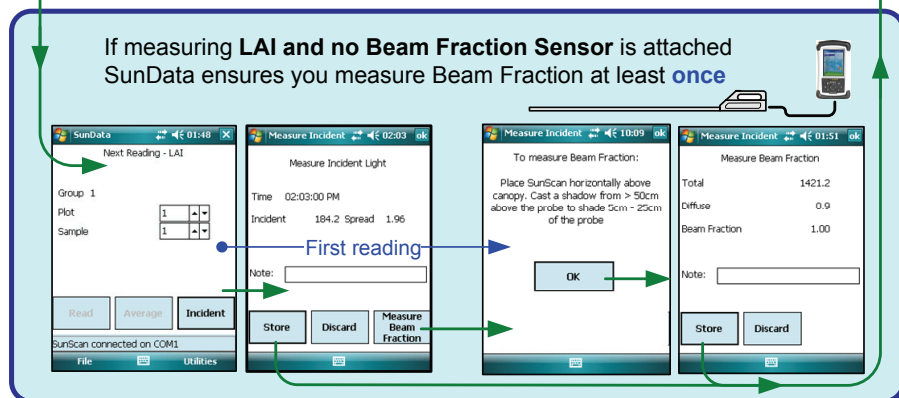 If measuring LAI and no Beam Fraction Sensor is attached
SunData ensures you measure Beam Fraction at least once
SunData 01:48
Next Reading - LAI
Group 1
Plot 1
Sample 1
Read Average Incident
SunScan connected on COM1
File Utilities
Measure Incident 02:03 ok
Measure Incident Light
Time 02:03:00 PM
Incident 184.2 Spread 1.96
Note:
Store Discard Measure
Beam
Fraction
First reading
Measure Incident 10:09 ok
To measure Beam Fraction:
Place SunScan horizontally above
canopy. Cast a shadow from > 50cm
above the probe to shade 5cm - 25cm
of the probe
OK
Measure Incident 01:51 ok
Measure Beam Fraction
Total 1421.2
Diffuse 0.9
Beam Fraction 1.00
Note:
Store Discard